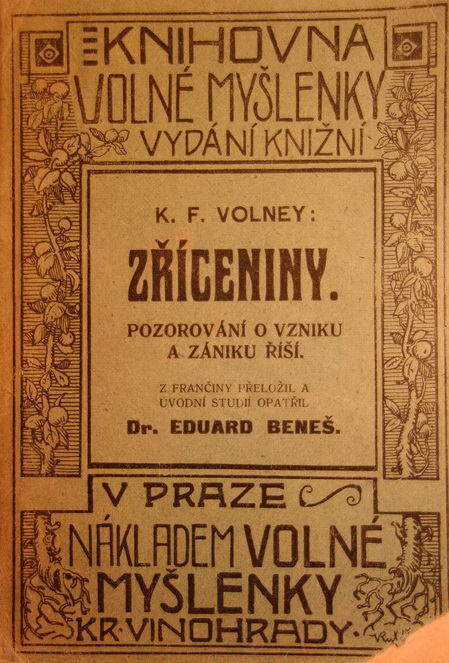 KNIHOVNA
VOLNÉ MYŠLENKY
VYDÁNÍ KNIŽNÍ
K. F. VOLNEY:
ZŘÍCENINY.
POZOROVÁNÍ O VZNIKU
A ZÁNIKU ŘÍŠÍ.
Z FRANČINY PŘELOŽIL A
ÚVODNÍ STUDIÍ OPATŘIL
Dr. EDUARD BENEŠ.
V PRAZE
NÁKLADEM VOLNÉ
MYŠLENKY
KR·VINOHRADY·